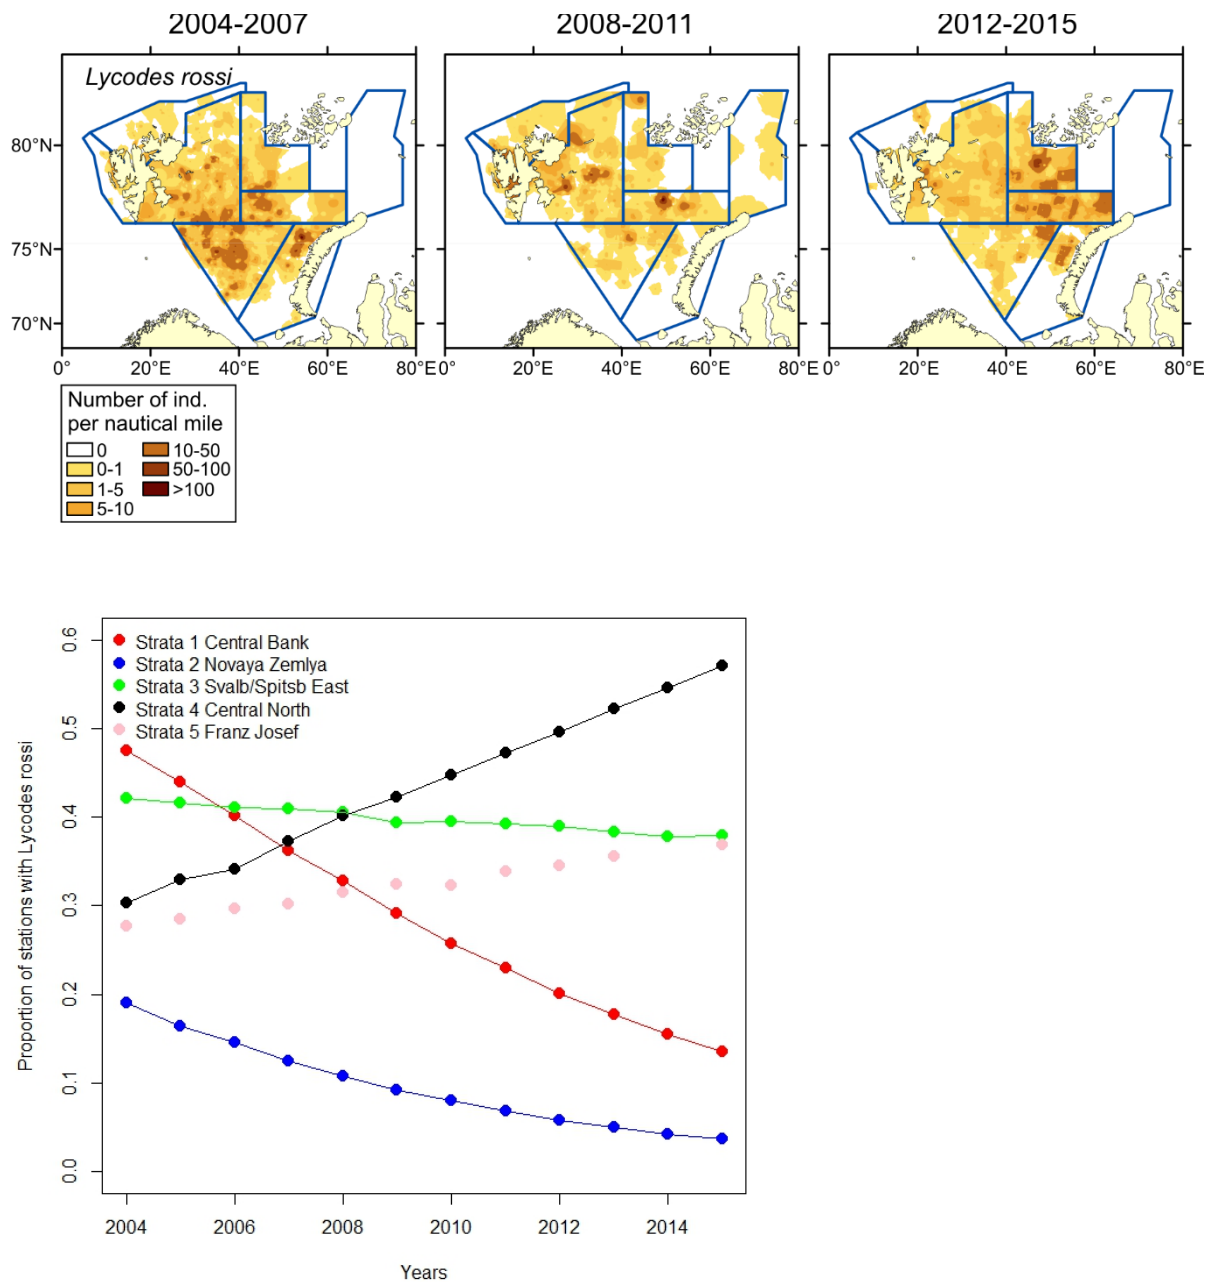 2004-2007 2008-2011 2012-2015
Lycodes rossi
80°N
75°N
70°N
0 20°E 40°E 60°E 80°E 0 20°E 40°E 60°E 80°E 0 20°E 40°E 60°E 80°E
Number of ind.
per nautical mile
0 10-50
0-1 50-100
1-5 >100
5-10
Strata 1 Central Bank
Strata 2 Novaya Zemlya
Strata 3 Svalb/Spitsb East
Strata 4 Central North
Strata 5 Franz Josef
Proportion of stations with Lycodes rossi
0.6
0.5
0.4
0.3
0.2
0.1
0.0
2004 2006 2008 2010 2012 2014
Years